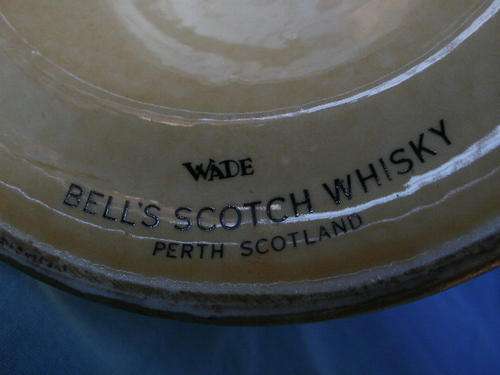 WADE
BELL'S SCOTCH WHISKY
PERTH SCOTLAND